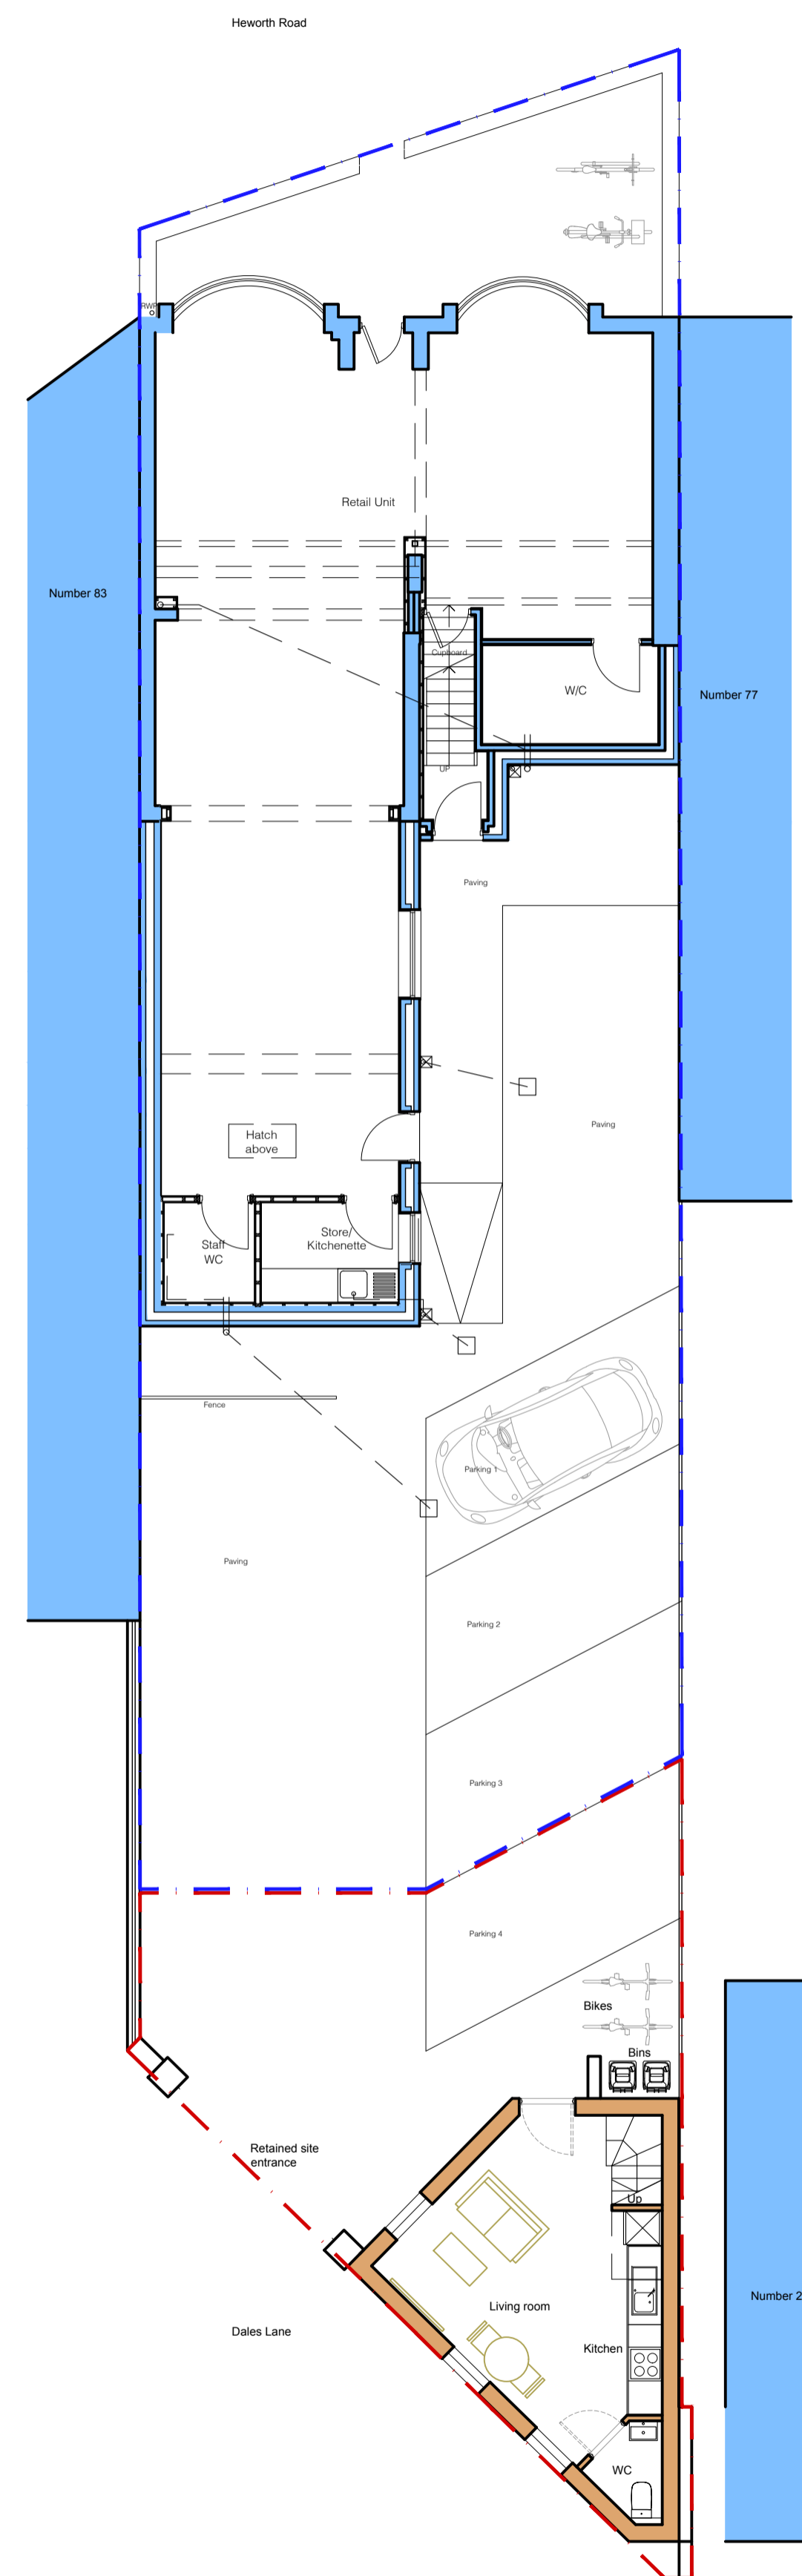 Heworth Road
RWP
Retail Unit
Number 83
Cupboard
W/C
Number 77
UP
Paving
Paving
Hatch
above
Staff
WC
Store/
Kitchenette
Fence
Parking 1
Paving
Parking 2
Parking 3
Parking 4
Bikes
Bins
Retained site
entrance
Up
Number 2
Living room
Dales Lane
Kitchen
WC